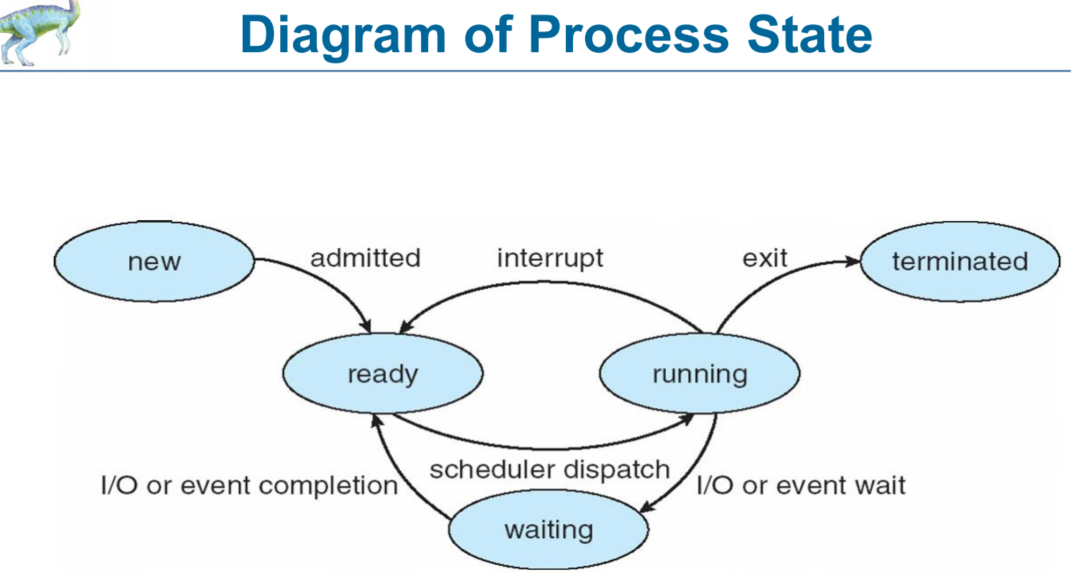 Diagram of Process State
new
admitted
interrupt
exit
terminated
ready
running
I/O or event completion
scheduler dispatch
I/O or event wait
waiting